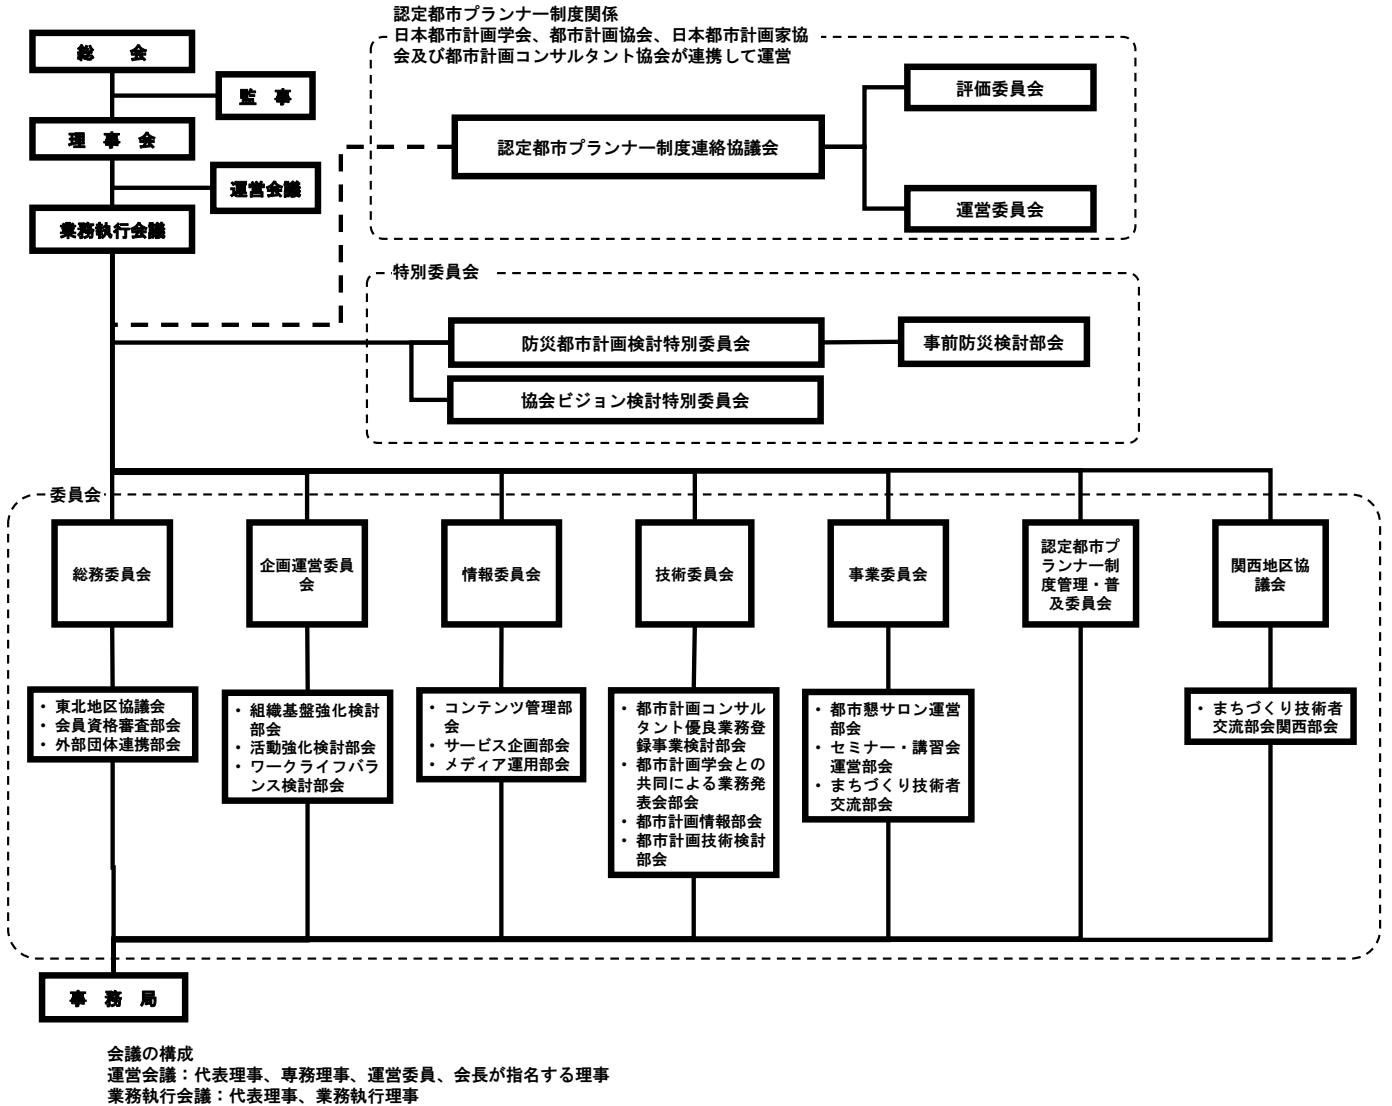 認定都市プランナー制度関係
日本都市計画学会、都市計画協会、日本都市計画家協
会及び都市計画コンサルタント協会が連携して運営
総　会
監　事
理　事　会
運営会議
業務執行会議
認定都市プランナー制度連絡協議会
評価委員会
運営委員会
特別委員会
防災都市計画検討特別委員会
事前防災検討部会
協会ビジョン検討特別委員会
委員会
総務委員会
企画運営委員
会
情報委員会
技術委員会
事業委員会
認定都市プ
ランナー制
度管理・普
及委員会
関西地区協
議会
・ 東北地区協議会
・ 会員資格審査部会
・ 外部団体連携部会
・ 組織基盤強化検討
部会
・ 活動強化検討部会
・ ワークライフバラ
ンス検討部会
・ コンテンツ管理部
会
・ サービス企画部会
・ メディア運用部会
・ 都市計画コンサル
タント優良業務登
録事業検討部会
・ 都市計画学会との
共同による業務発
表会部会
・ 都市計画情報部会
・ 都市計画技術検討
部会
・ 都市懇サロン運営
部会
・ セミナー・講習会
運営部会
・ まちづくり技術者
交流部会
・ まちづくり技術者
交流部会関西部会
事　務　局
会議の構成
運営会議：代表理事、専務理事、運営委員、会長が指名する理事
業務執行会議：代表理事、業務執行理事